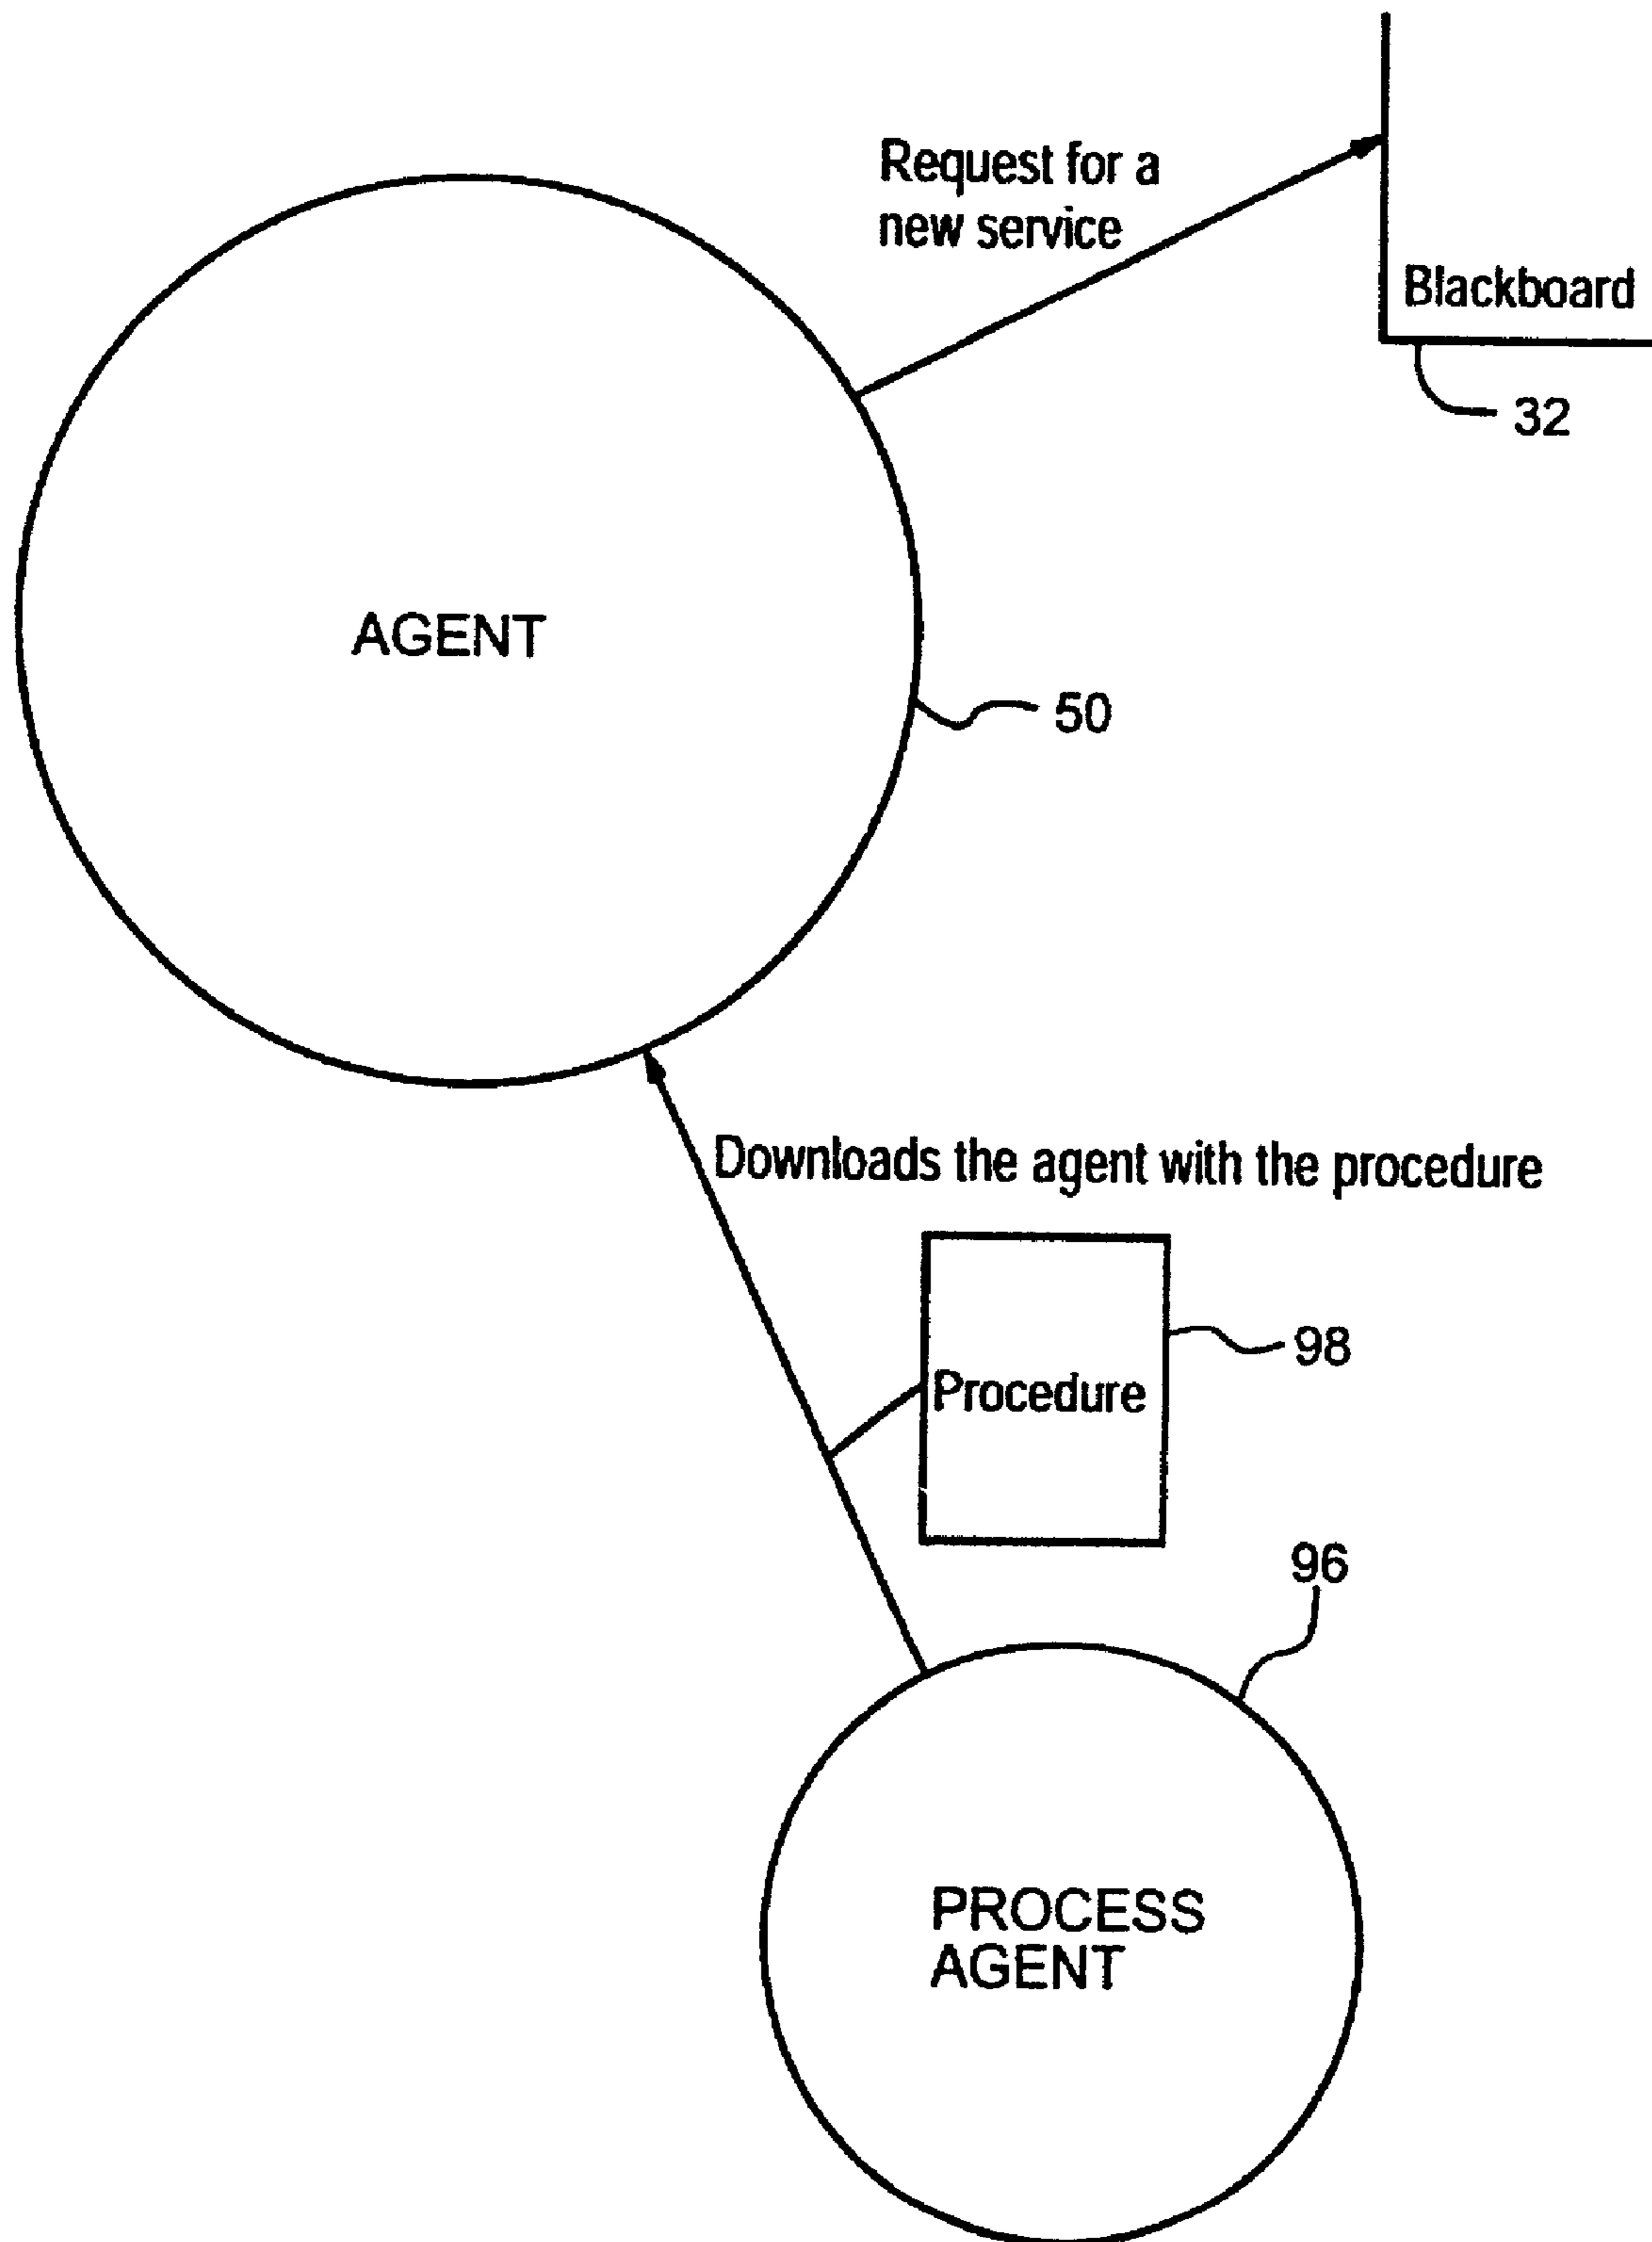 Request for a
new service
Blackboard
32
AGENT
50
Downloads the agent with the procedure
98
Procedure
96
PROCESS
AGENT